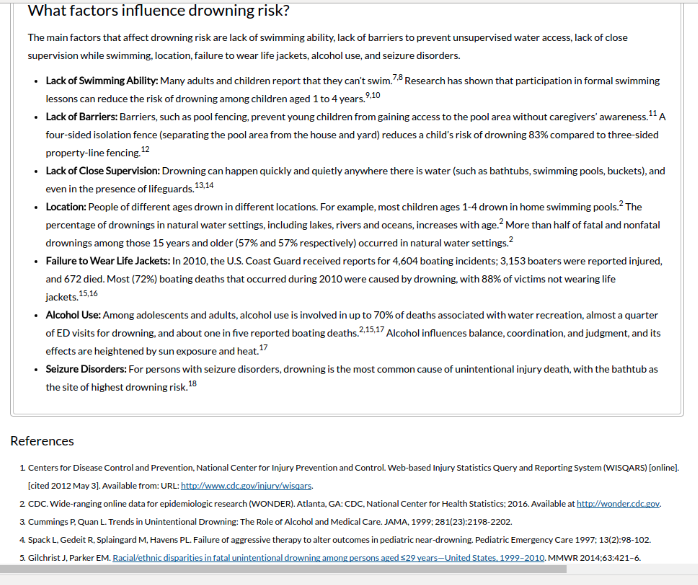 What factors influence drowning risk?
The main factors that affect drowning risk are lack of swimming ability, lack of barriers to prevent unsupervised water access, lack of close
supervision while swimming, location, failure to wear life jackets, alcohol use, and seizure disorders.
• Lack of Swimming Ability: Many adults and children report that they can't swim.7,8 Research has shown that participation in formal swimming
lessons can reduce the risk of drowning among children aged 1 to 4 years.9,10
• Lack of Barriers: Barriers, such as pool fencing, prevent young children from gaining access to the pool area without caregivers' awareness.11 A
four-sided isolation fence (separating the pool area from the house and yard) reduces a child's risk of drowning 83% compared to three-sided
property-line fencing.12
• Lack of Close Supervision: Drowning can happen quickly and quietly anywhere there is water (such as bathtubs, swimming pools, buckets), and
even in the presence of lifeguards.13,14
• Location: People of different ages drown in different locations. For example, most children ages 1-4 drown in home swimming pools.2 The
percentage of drownings in natural water settings, including lakes, rivers and oceans, increases with age.2 More than half of fatal and nonfatal
drownings among those 15 years and older (57% and 57% respectively) occurred in natural water settings.2
• Failure to Wear Life Jackets: In 2010, the U.S. Coast Guard received reports for 4,604 boating incidents; 3,153 boaters were reported injured,
and 672 died. Most (72%) boating deaths that occurred during 2010 were caused by drowning, with 88% of victims not wearing life
jackets.15,16
• Alcohol Use: Among adolescents and adults, alcohol use is involved in up to 70% of deaths associated with water recreation, almost a quarter
of ED visits for drowning, and about one in five reported boating deaths.2,15,17 Alcohol influences balance, coordination, and judgment, and its
effects are heightened by sun exposure and heat.17
• Seizure Disorders: For persons with seizure disorders, drowning is the most common cause of unintentional injury death, with the bathtub as
the site of highest drowning risk.18
References
1. Centers for Disease Control and Prevention, National Center for Injury Prevention and Control. Web-based Injury Statistics Query and Reporting System (WISQARS) [online].
[cited 2012 May 3]. Available from: URL: http://www.cdc.gov/injury/wisqars.
2. CDC. Wide-ranging online data for epidemiologic research (WONDER). Atlanta, GA: CDC, National Center for Health Statistics; 2016. Available at http://wonder.cdc.gov.
3. Cummings P, Quan L. Trends in Unintentional Drowning: The Role of Alcohol and Medical Care. JAMA, 1999; 281(23):2198-2202.
4. Spack L, Gedeit R, Splaingard M, Havens PL. Failure of aggressive therapy to alter outcomes in pediatric near-drowning. Pediatric Emergency Care 1997; 13(2):98-102.
5. Gilchrist J, Parker EM. Racial/ethnic disparities in fatal unintentional drowning among persons aged ≤29 years—United States, 1999–2010. MMWR 2014;63:421–6.